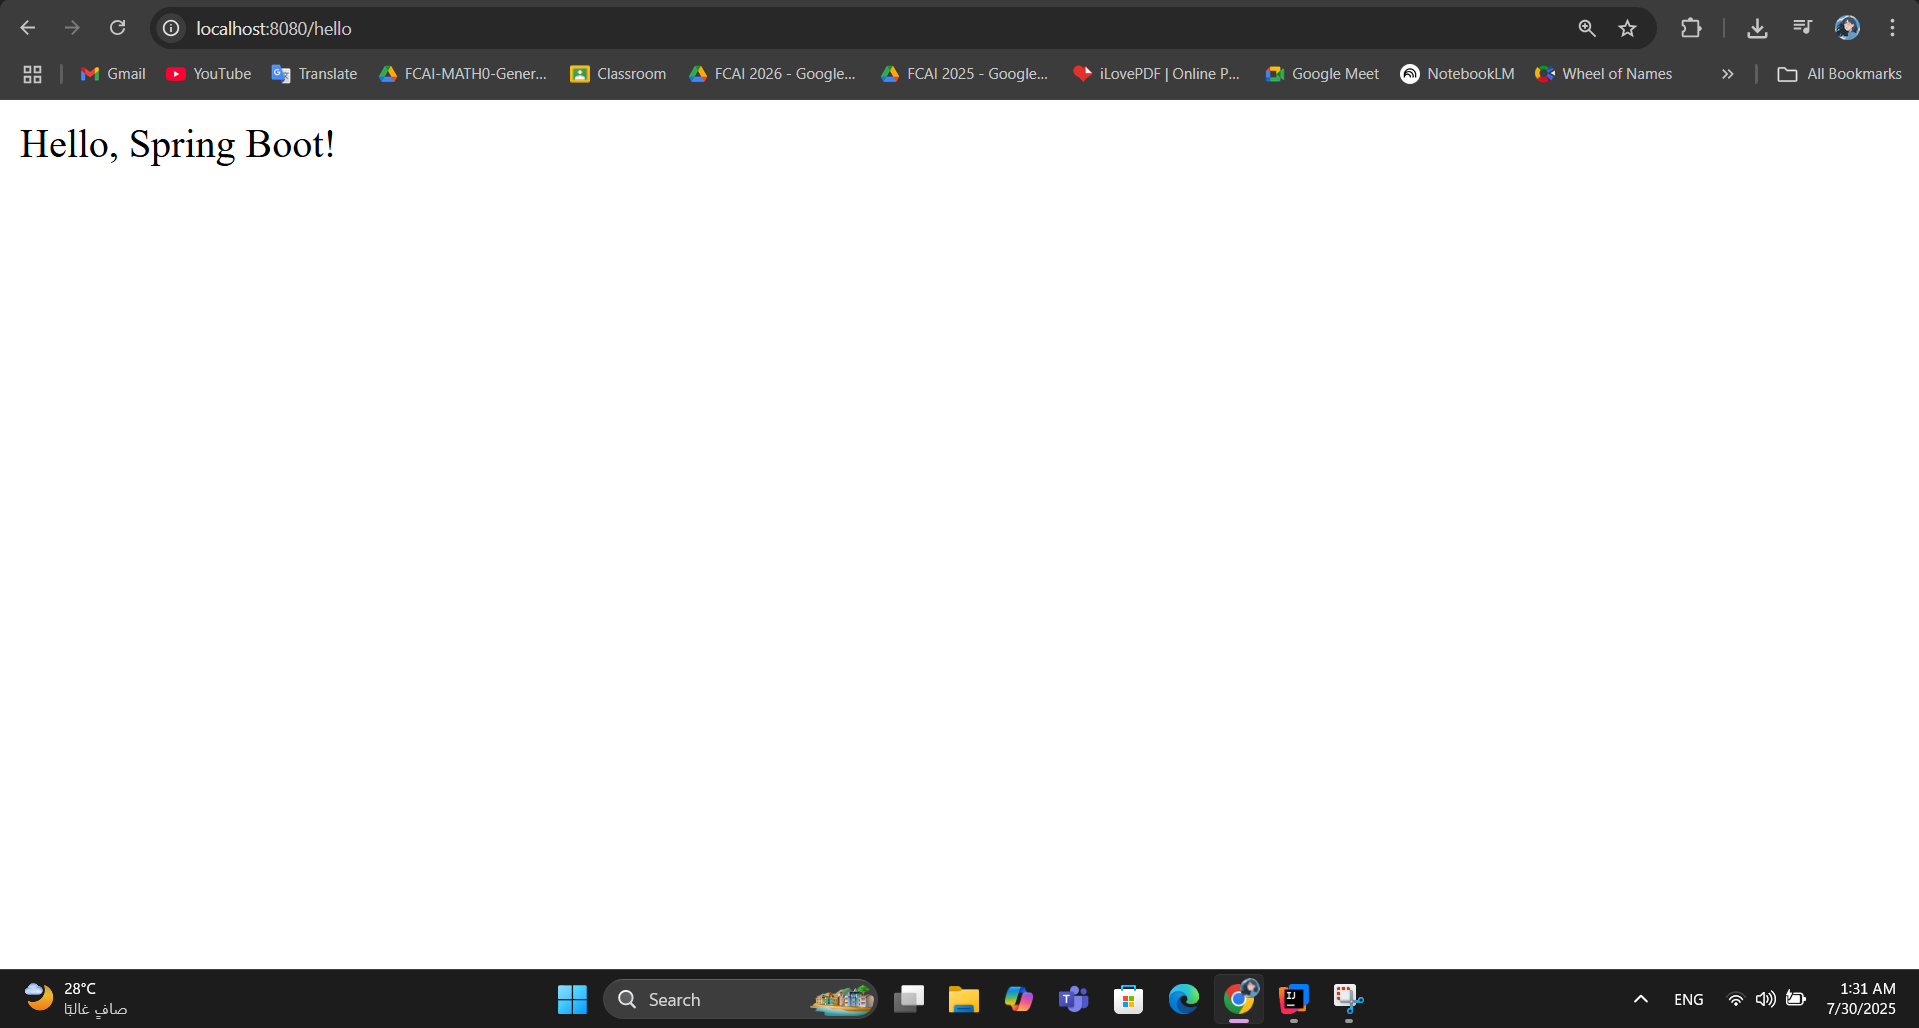 localhost:8080/hello
Gmail
YouTube
Translate
FCAI-MATH0-Gener...
Classroom
FCAI 2026 - Google...
FCAI 2025 - Google...
iLovePDF | Online P...
Google Meet
NotebookLM
Wheel of Names
All Bookmarks
Hello, Spring Boot!
28°C
صافٍ غالبًا
Search
ENG
1:31 AM
7/30/2025